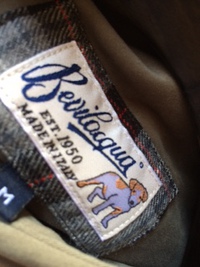 Bevilacqua
EST. 1950
MADE IN ITALY
M